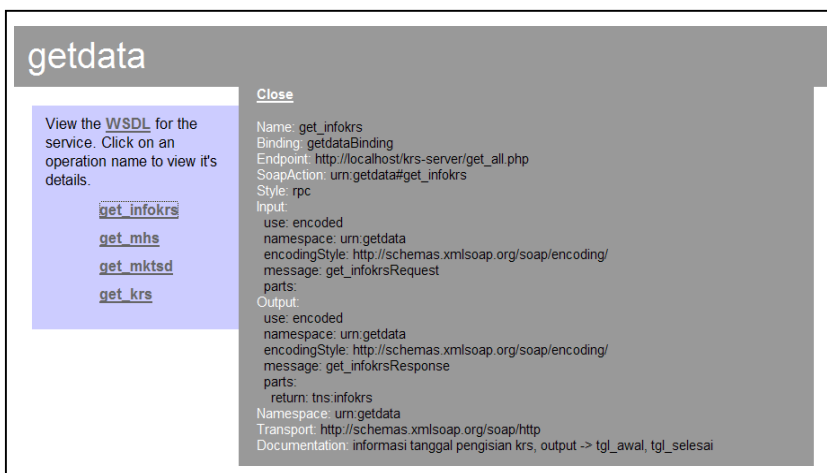 getdata
View the WSDL for the
service. Click on an
operation name to view it's
details.
get_infokrs
get_mhs
get_mktsd
get_krs
Close
Name: get_infokrs
Binding: getdataBinding
Endpoint: http://localhost/krs-server/get_all.php
SoapAction: urn:getdata#get_infokrs
Style: rpc
Input:
use: encoded
namespace: urn:getdata
encodingStyle: http://schemas.xmlsoap.org/soap/encoding/
message: get_infokrsRequest
parts:
Output:
use: encoded
namespace: urn:getdata
encodingStyle: http://schemas.xmlsoap.org/soap/encoding/
message: get_infokrsResponse
parts:
return: tns:infokrs
Namespace: urn:getdata
Transport: http://schemas.xmlsoap.org/soap/http
Documentation: informasi tanggal pengisian krs, output -> tgl_awal, tgl_selesai